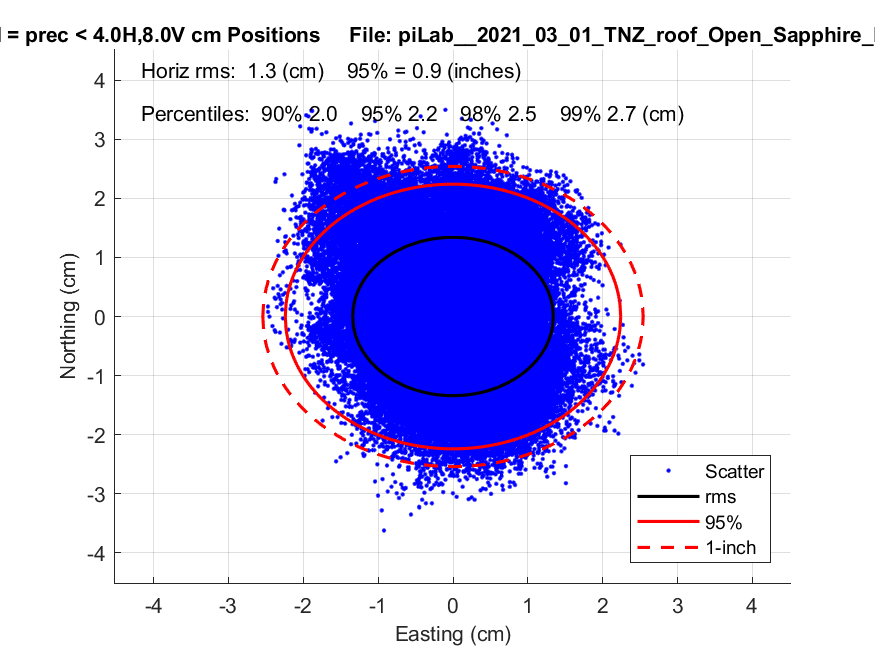 = prec < 4.0H,8.0V cm Positions File: piLab__2021_03_01_TNZ_roof_Open_Sapphire_
Horiz rms: 1.3 (cm) 95% = 0.9 (inches)
Percentiles: 90% 2.0 95% 2.2 98% 2.5 99% 2.7 (cm)
4
3
2
1
0
-1
-2
-3
-4
Northing (cm)
Scatter
rms
95%
1-inch
-4 -3 -2 -1 0 1 2 3 4
Easting (cm)